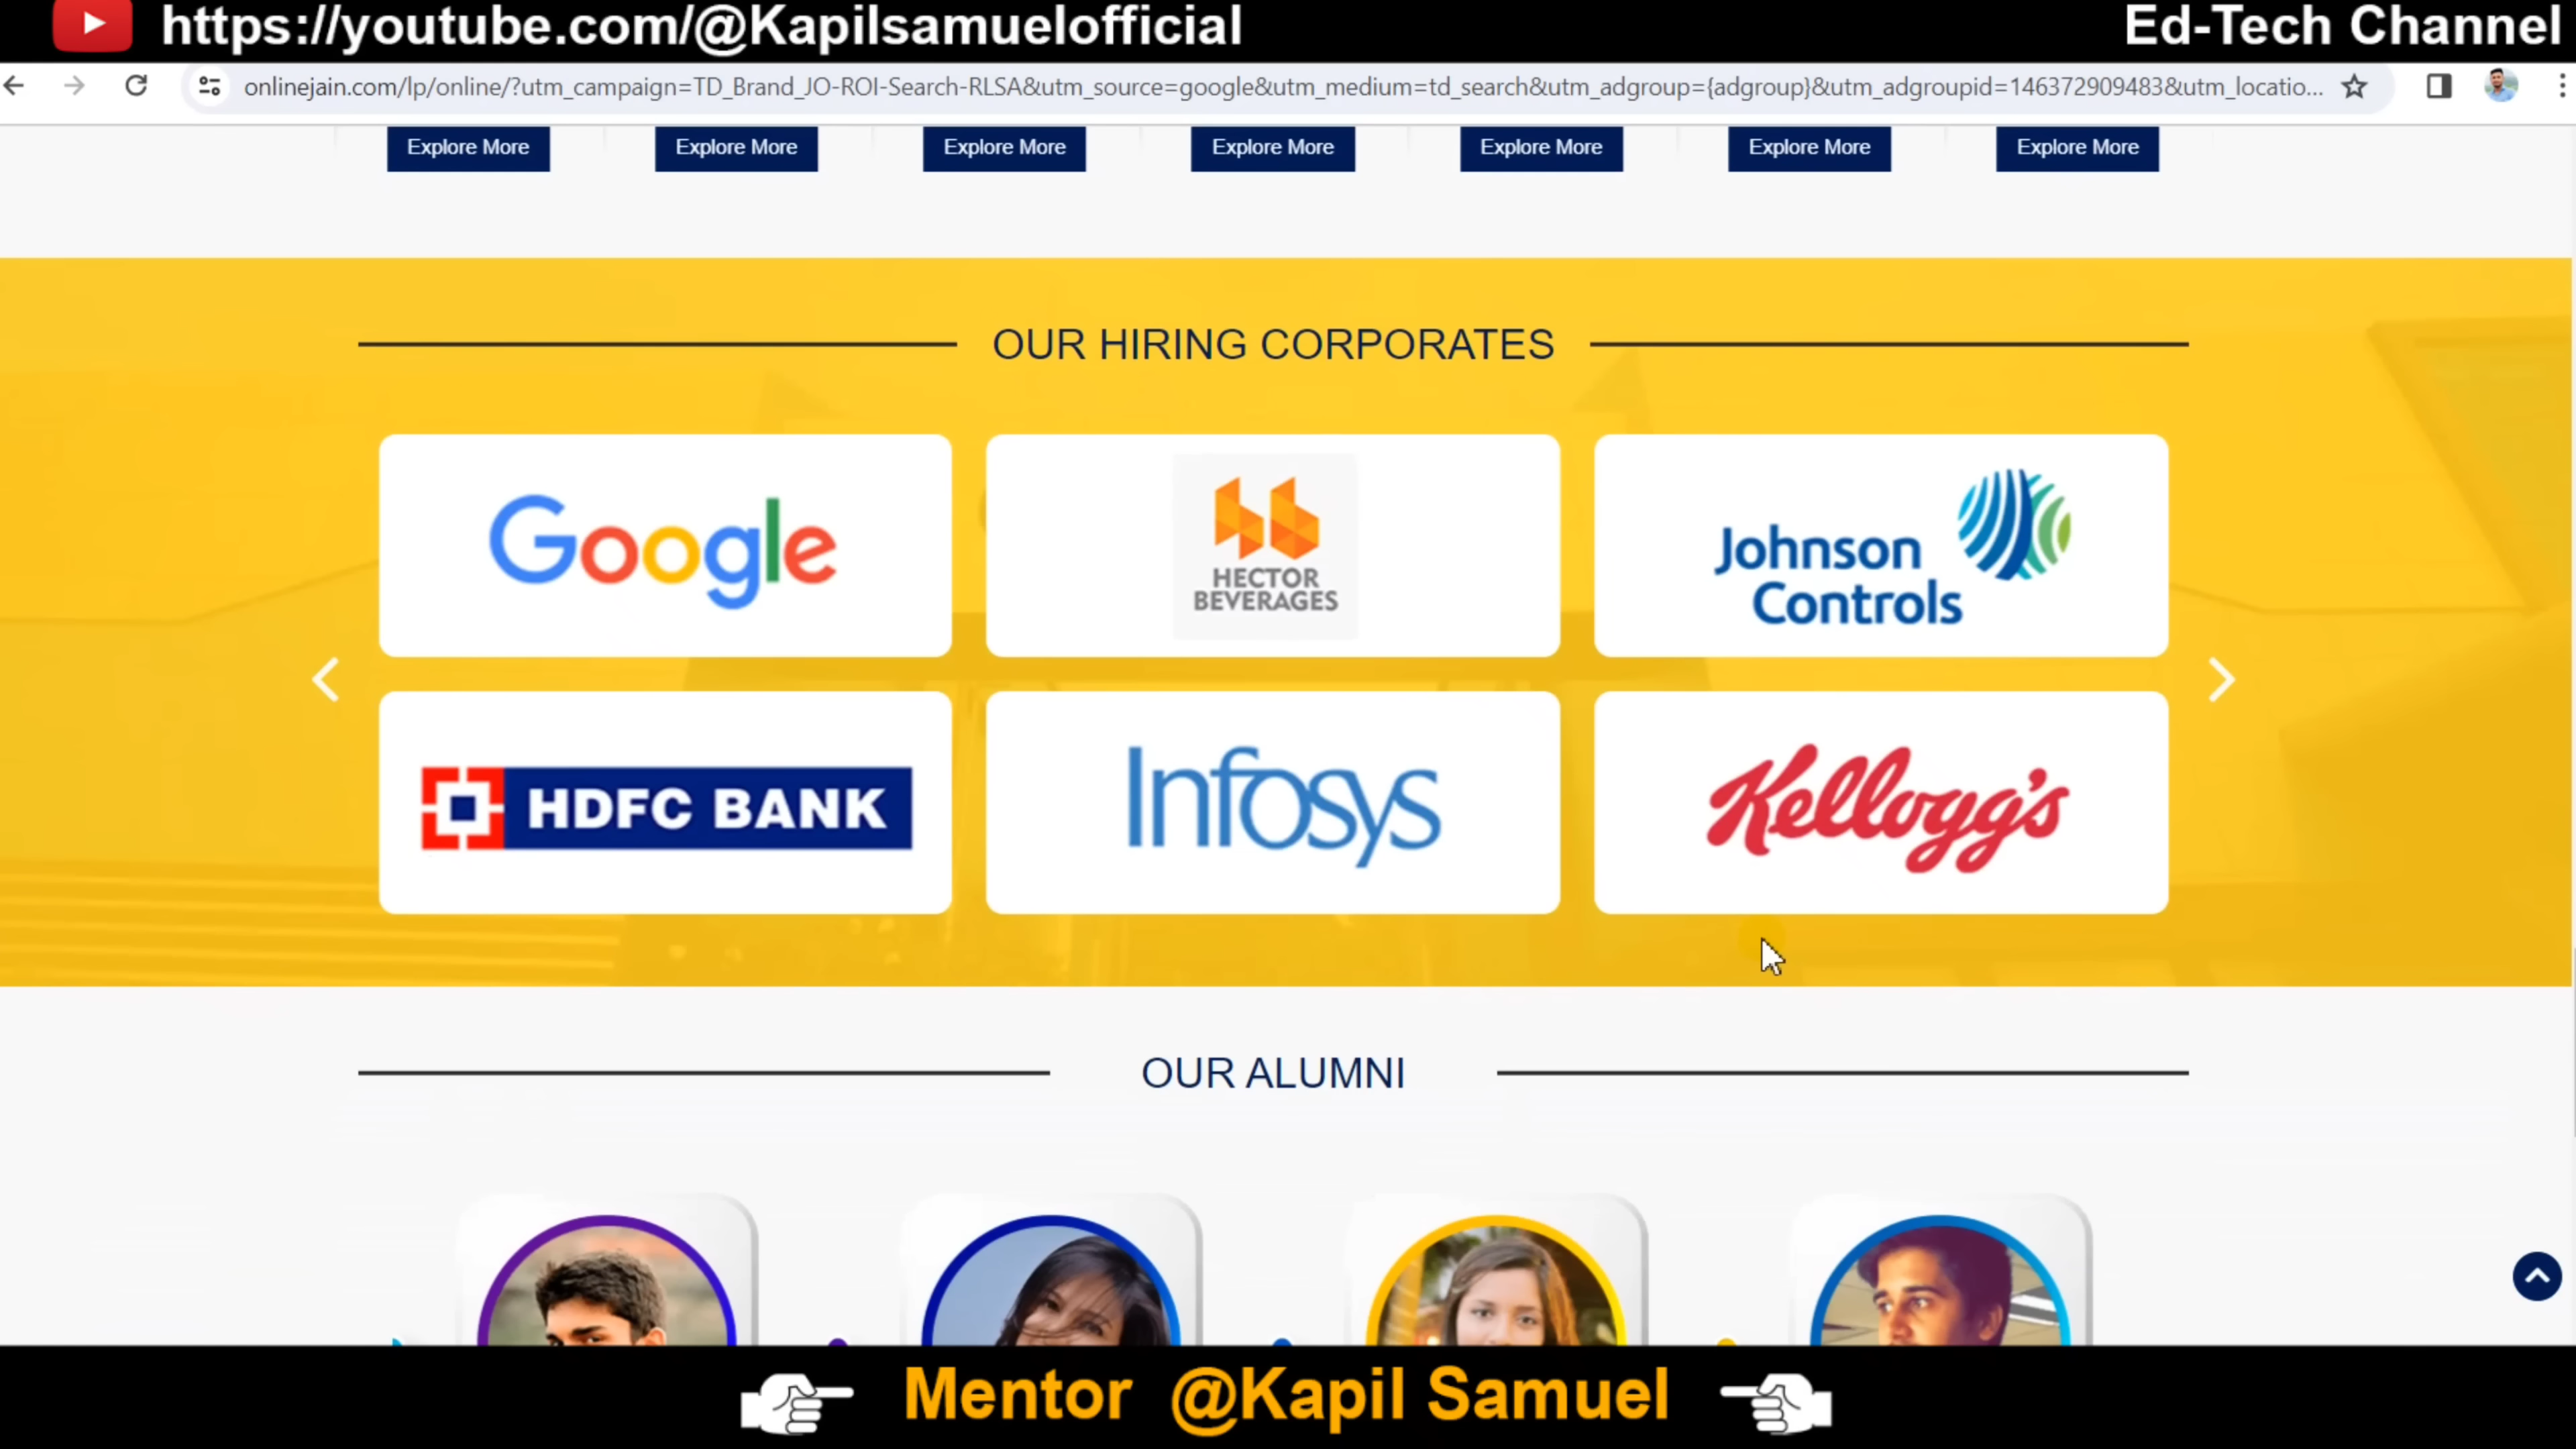 https://youtube.com/@Kapilsamuelofficial
Ed-Tech Channel
onlinejain.com/lp/online/?utm_campaign=TD_Brand_JO-ROI-Search-RLSA&utm_source=google&utm_medium=td_search&utm_adgroup={adgroup}&utm_adgroupid=146372909483&utm_locatio...
Explore More
Explore More
Explore More
Explore More
Explore More
Explore More
Explore More
OUR HIRING CORPORATES
Google
HECTOR
BEVERAGES
Johnson
Controls
HDFC BANK
Infosys
Kellogg's
OUR ALUMNI
Mentor @Kapil Samuel